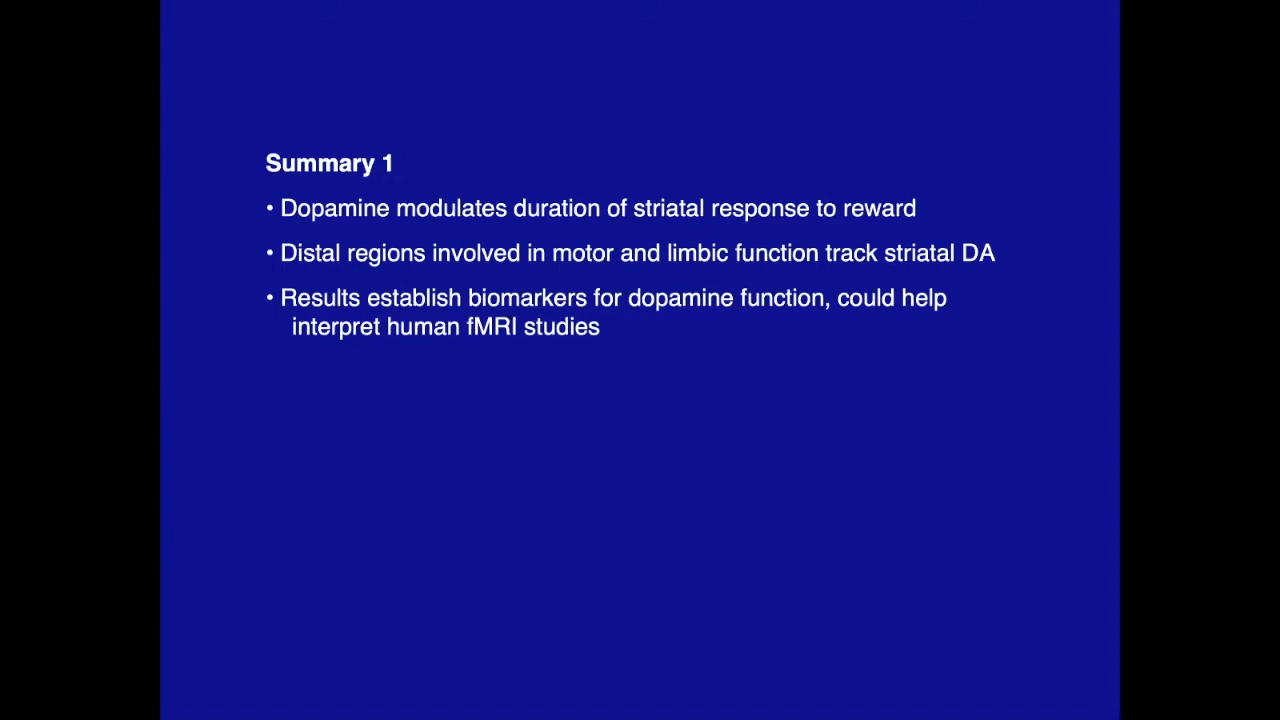 Summary 1
• Dopamine modulates duration of striatal response to reward
• Distal regions involved in motor and limbic function track striatal DA
• Results establish biomarkers for dopamine function, could help
interpret human fMRI studies